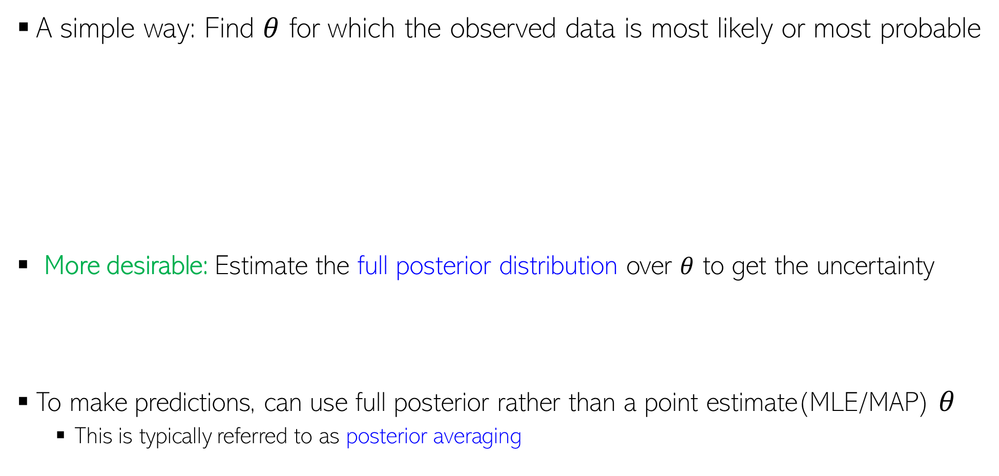 ▪ A simple way: Find θ for which the observed data is most likely or most probable
▪ More desirable: Estimate the full posterior distribution over θ to get the uncertainty
▪ To make predictions, can use full posterior rather than a point estimate(MLE/MAP) θ
▪ This is typically referred to as posterior averaging